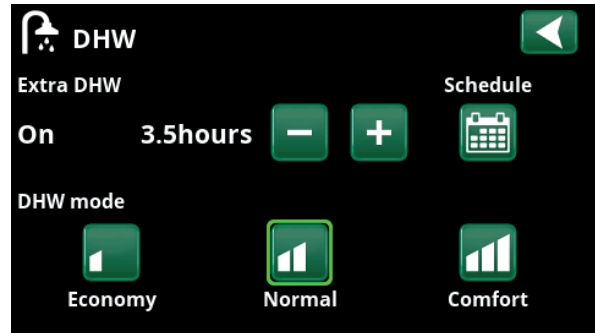 DHW
Extra DHW
Schedule
On 3.5hours
DHW mode
Economy Normal Comfort